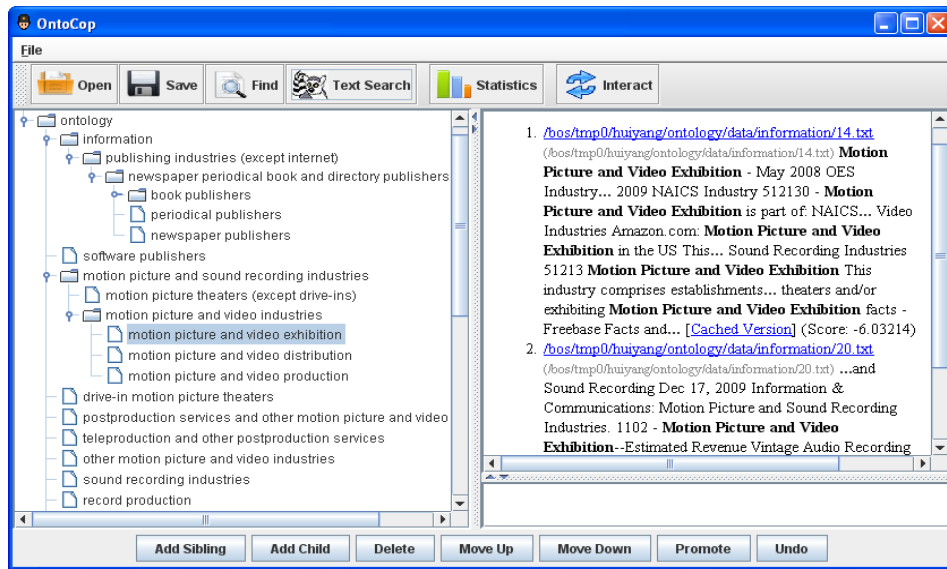 OntoCop
File
Open Save Find Text Search Statistics Interact
ontology
information
publishing industries (except internet)
newspaper periodical book and directory publishers
book publishers
periodical publishers
newspaper publishers
software publishers
motion picture and sound recording industries
motion picture theaters (except drive-ins)
motion picture and video industries
motion picture and video exhibition
motion picture and video distribution
motion picture and video production
drive-in motion picture theaters
postproduction services and other motion picture and video
teleproduction and other postproduction services
other motion picture and video industries
sound recording industries
record production
1. /bos/tmp0/huiyang/ontology/data/information/14.txt
(/bos/tmp0/huiyang/ontology/data/information/14.txt) Motion
Picture and Video Exhibition - May 2008 OES
Industry... 2009 NAICS Industry 512130 - Motion
Picture and Video Exhibition is part of: NAICS... Video
Industries Amazon.com: Motion Picture and Video
Exhibition in the US This... Sound Recording Industries
51213 Motion Picture and Video Exhibition This
industry comprises establishments... theaters and/or
exhibiting Motion Picture and Video Exhibition facts -
Freebase Facts and... [Cached Version] (Score: -6.03214)
2. /bos/tmp0/huiyang/ontology/data/information/20.txt
(/bos/tmp0/huiyang/ontology/data/information/20.txt) ...and
Sound Recording Dec 17, 2009 Information &
Communications: Motion Picture and Sound Recording
Industries. 1102 - Motion Picture and Video
Exhibition--Estimated Revenue Vintage Audio Recording
Add Sibling Add Child Delete Move Up Move Down Promote Undo